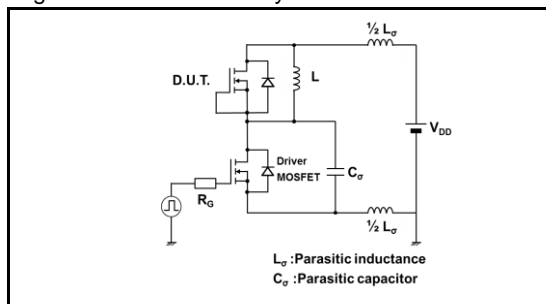 ½ Lσ
D.U.T.
L
VDD
Driver
MOSFET
Cσ
RG
½ Lσ
Lσ :Parasitic inductance
Cσ :Parasitic capacitor